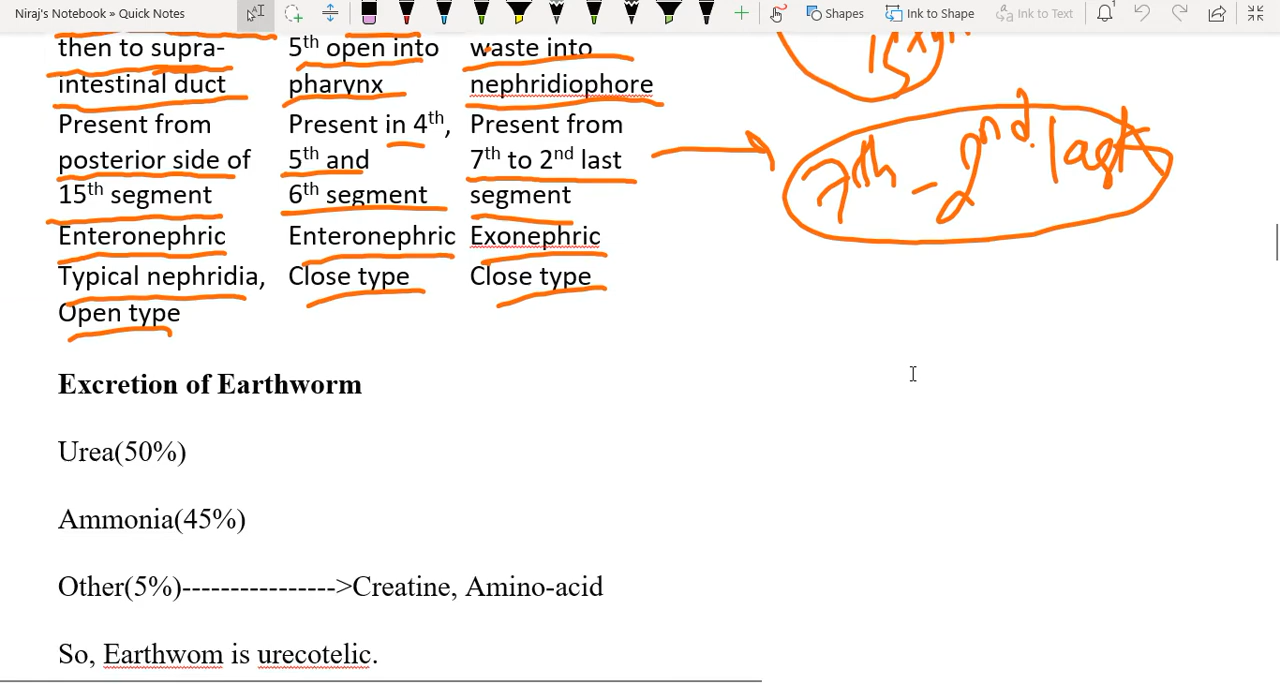 Niraj's Notebook » Quick Notes
Shapes
Ink to Shape
Ink to Text
1
then to supra-
intestinal duct
Present from
posterior side of
15th segment
Enteronephric
Typical nephridia,
Open type
5th open into
pharynx
Present in 4th,
5th and
6th segment
Enteronephric
Close type
waste into
nephridiophore
Present from
7th to 2nd last
segment
Exonephric
Close type
7th - 2nd. last
Excretion of Earthworm
Urea(50%)
Ammonia(45%)
Other(5%)---------------->Creatine, Amino-acid
So, Earthwom is urecotelic.